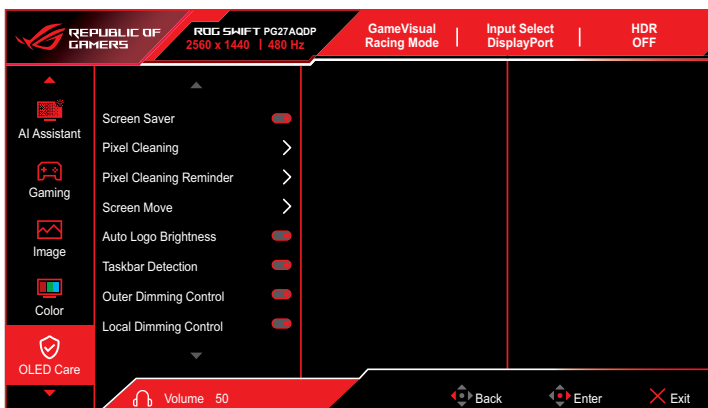 REPUBLIC OF
GAMERS
ROG SWIFT PG27AQDP
2560 x 1440 | 480 Hz
GameVisual
Racing Mode
Input Select
DisplayPort
HDR
OFF
AI Assistant
Gaming
Image
Color
OLED Care
Screen Saver
Pixel Cleaning
Pixel Cleaning Reminder
Screen Move
Auto Logo Brightness
Taskbar Detection
Outer Dimming Control
Local Dimming Control
Volume 50
Back
Enter
Exit